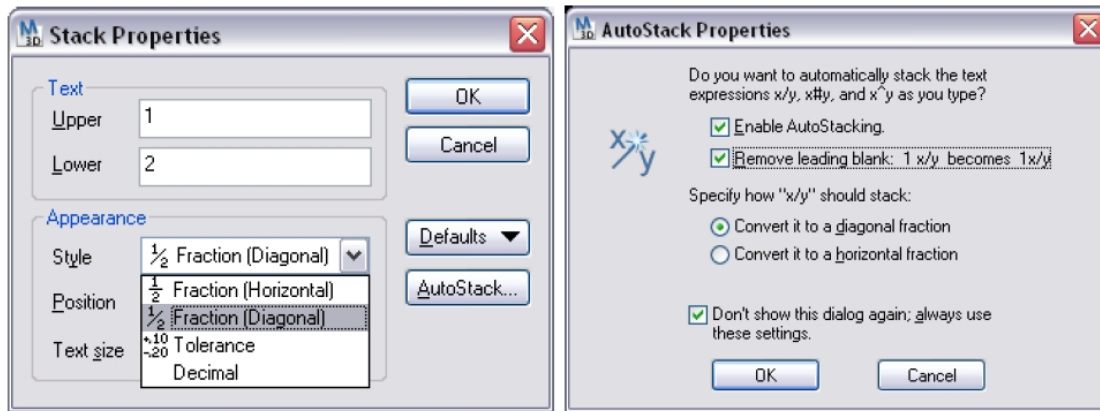 Stack Properties
Text
Upper 1
Lower 2
OK
Cancel
Appearance
Style 1/2 Fraction (Diagonal)
Position
Text size
1/2 Fraction (Horizontal)
1/2 Fraction (Diagonal)
+.10 -.20 Tolerance
Decimal
Defaults
AutoStack...
AutoStack Properties
Do you want to automatically stack the text
expressions x/y, x#y, and x^y as you type?
x/y
Enable AutoStacking.
Remove leading blank: 1 x/y becomes 1x/y
Specify how "x/y" should stack:
Convert it to a diagonal fraction
Convert it to a horizontal fraction
Don't show this dialog again; always use
these settings.
OK
Cancel